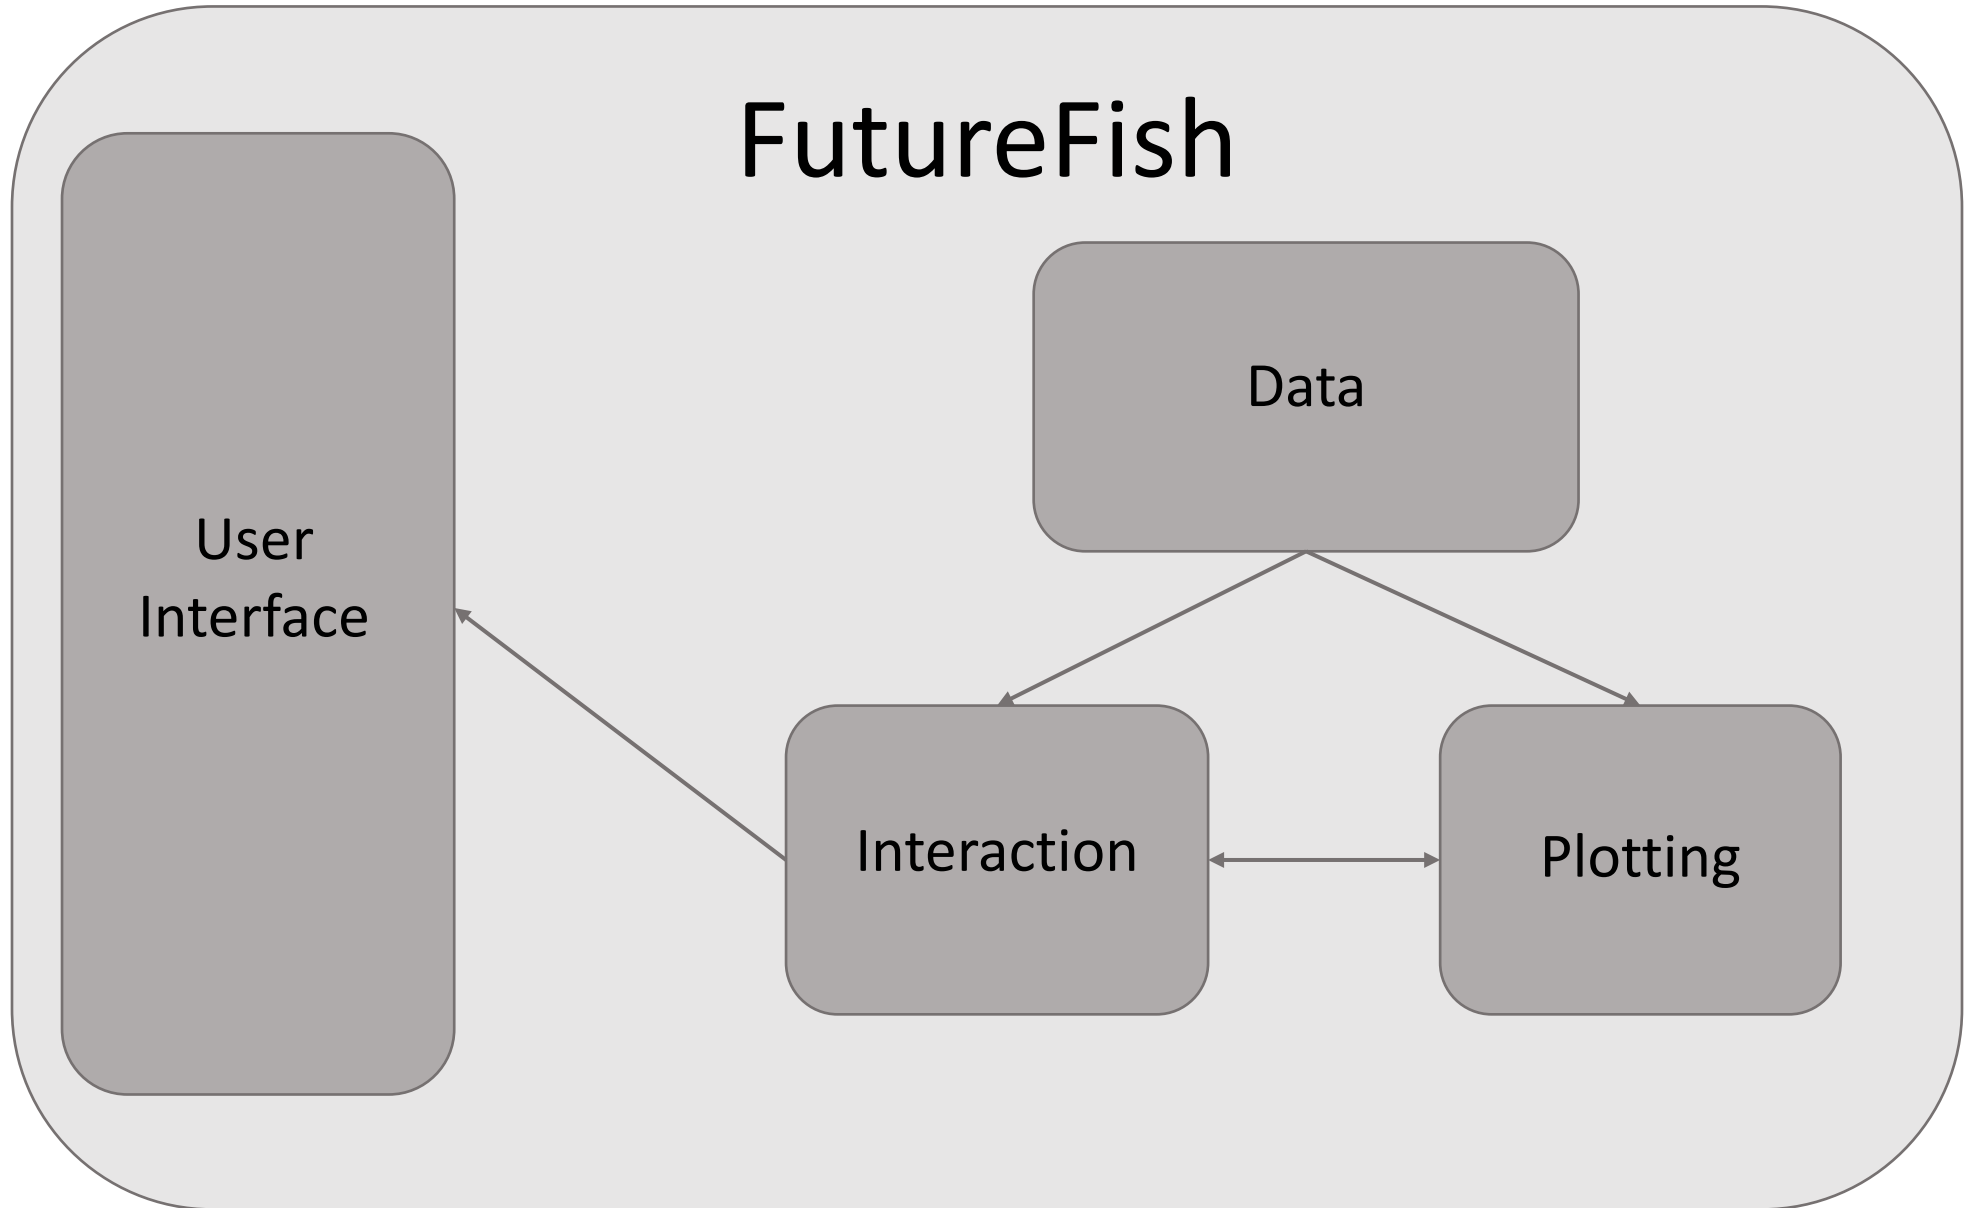 FutureFish
User
Interface
Data
Interaction
Plotting